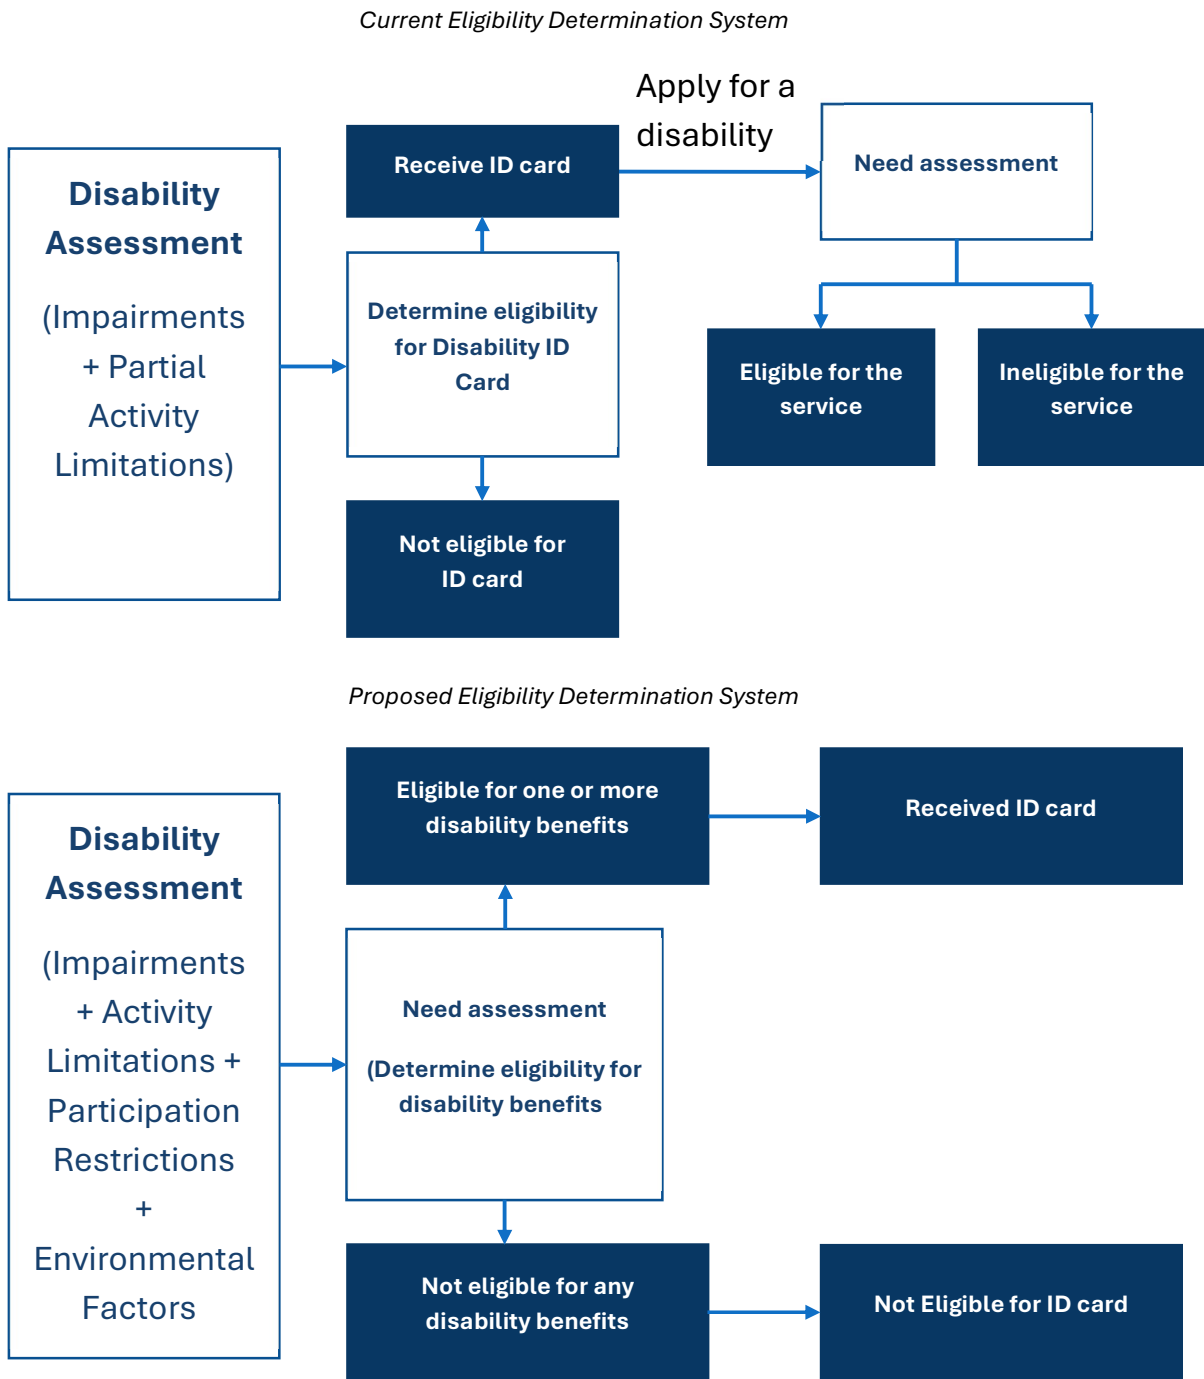 Current Eligibility Determination System
Apply for a
disability
Receive ID card
Need assessment
Disability
Assessment
(Impairments
+ Partial
Activity
Limitations)
Determine eligibility
for Disability ID
Card
Eligible for the
service
Ineligible for the
service
Not eligible for
ID card
Proposed Eligibility Determination System
Eligible for one or more
disability benefits
Received ID card
Disability
Assessment
(Impairments
+ Activity
Limitations +
Participation
Restrictions
+
Environmental
Factors
Need assessment
(Determine eligibility for
disability benefits
Not eligible for any
disability benefits
Not Eligible for ID card